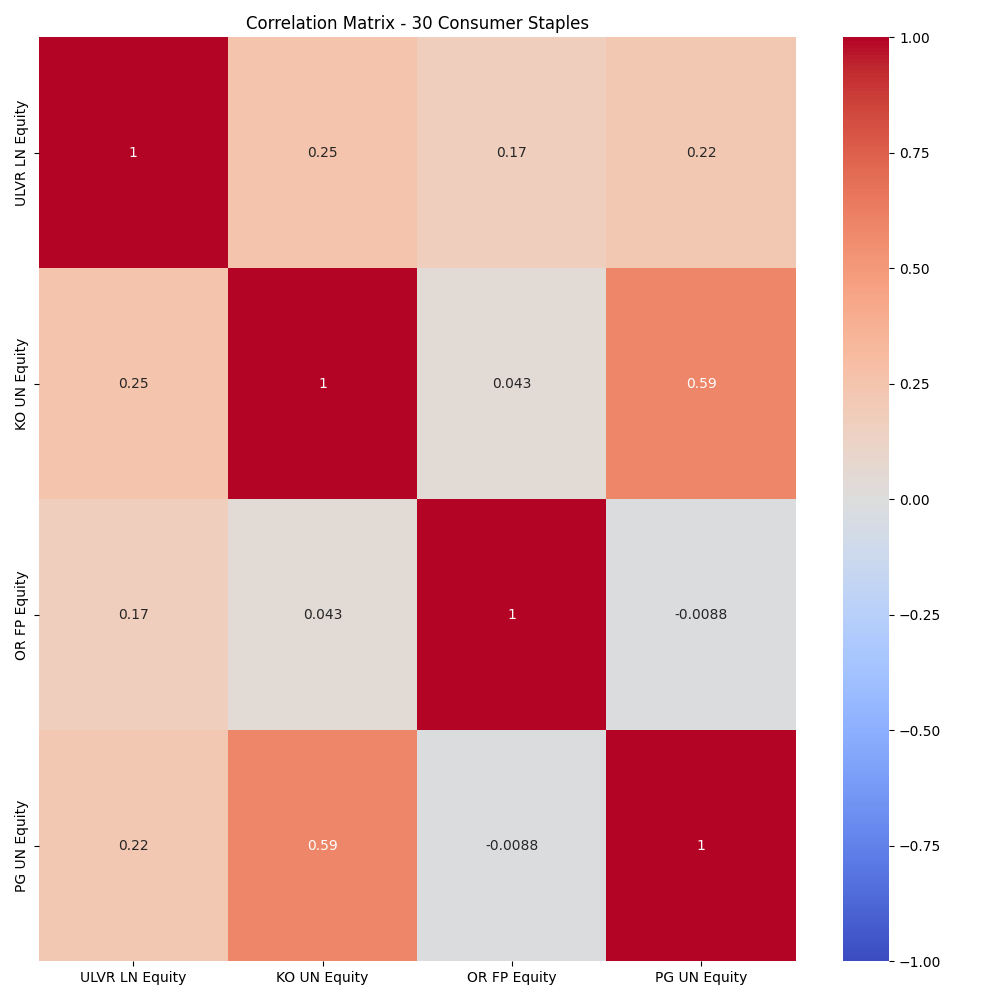 Correlation Matrix - 30 Consumer Staples
ULVR LN Equity
1
0.25
0.17
0.22
KO UN Equity
0.25
1
0.043
0.59
OR FP Equity
0.17
0.043
1
-0.0088
PG UN Equity
0.22
0.59
-0.0088
1
ULVR LN Equity
KO UN Equity
OR FP Equity
PG UN Equity
1.00
0.75
0.50
0.25
0.00
−0.25
−0.50
−0.75
−1.00